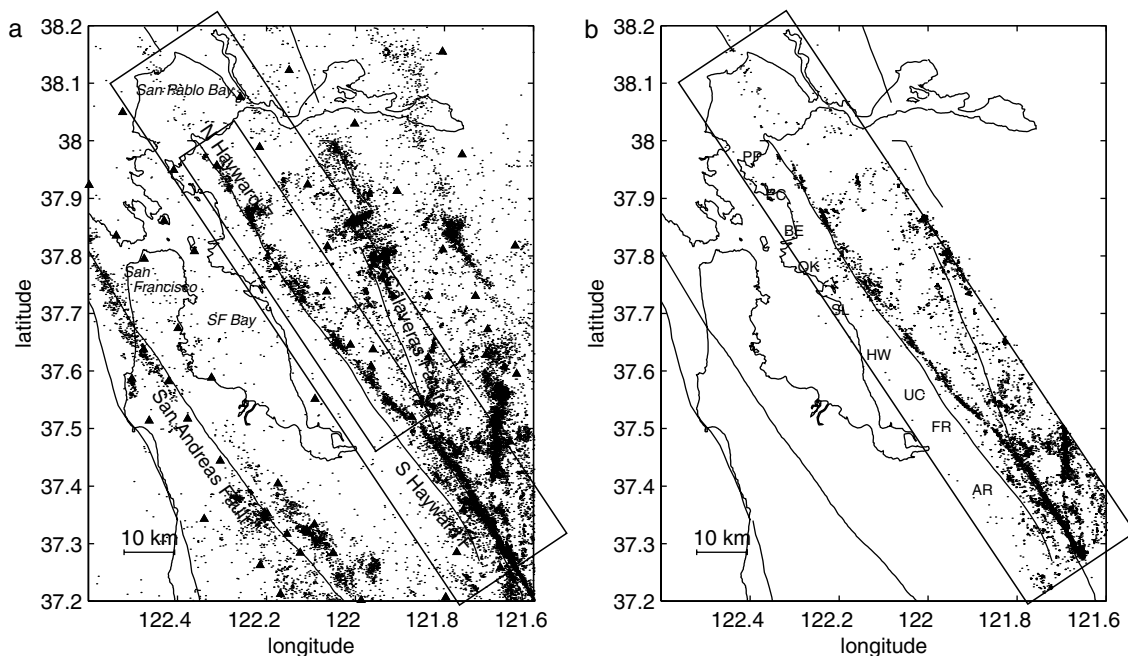 a
38.2
38.1
38
37.9
37.8
37.7
37.6
37.5
37.4
37.3
37.2
latitude
San Pablo Bay
N Hayward F
San
Francisco
SF Bay
San Andreas Fault
S Hayward F
10 km
122.4
122.2
122
121.8
121.6
longitude
b
38.2
38.1
38
37.9
37.8
37.7
37.6
37.5
37.4
37.3
37.2
latitude
PP
BE
OK
SL
HW
UC
FR
AR
10 km
122.4
122.2
122
121.8
121.6
longitude